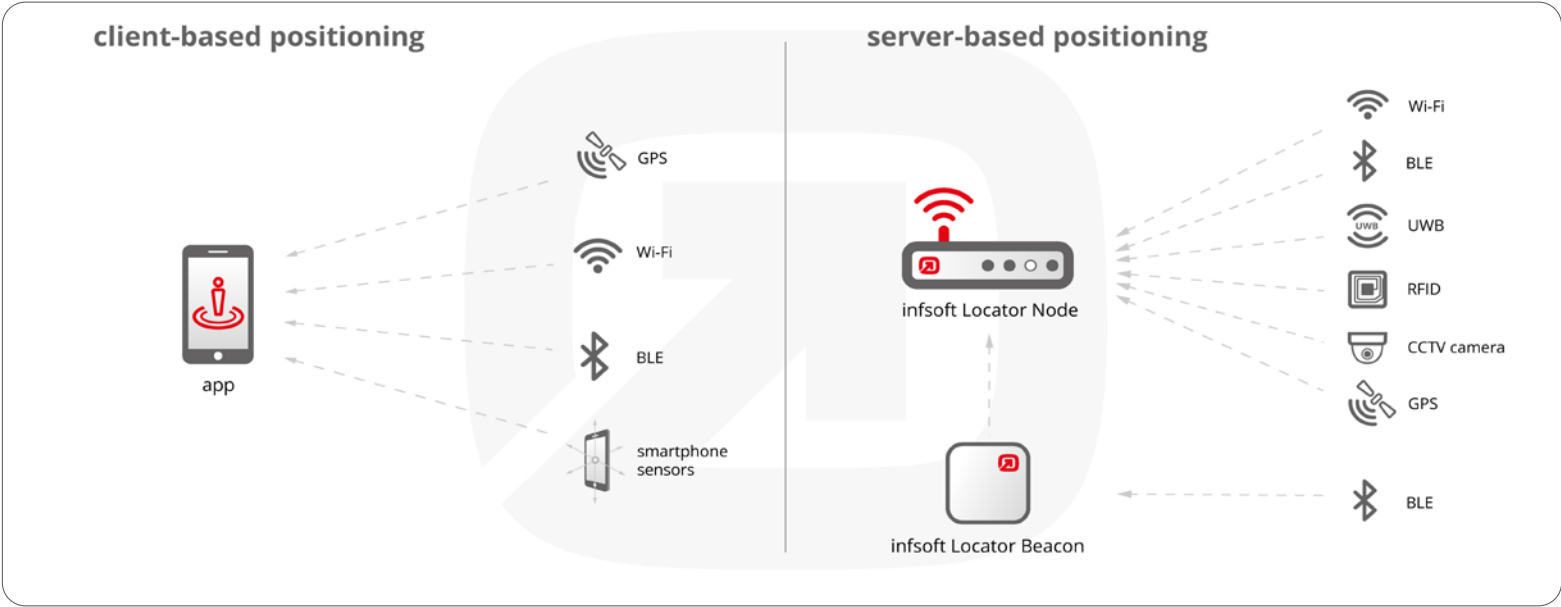 client-based positioning
GPS
Wi-Fi
BLE
smartphone
sensors
app
server-based positioning
Wi-Fi
BLE
UWB
UWB
RFID
CCTV camera
GPS
infsoft Locator Node
BLE
infsoft Locator Beacon